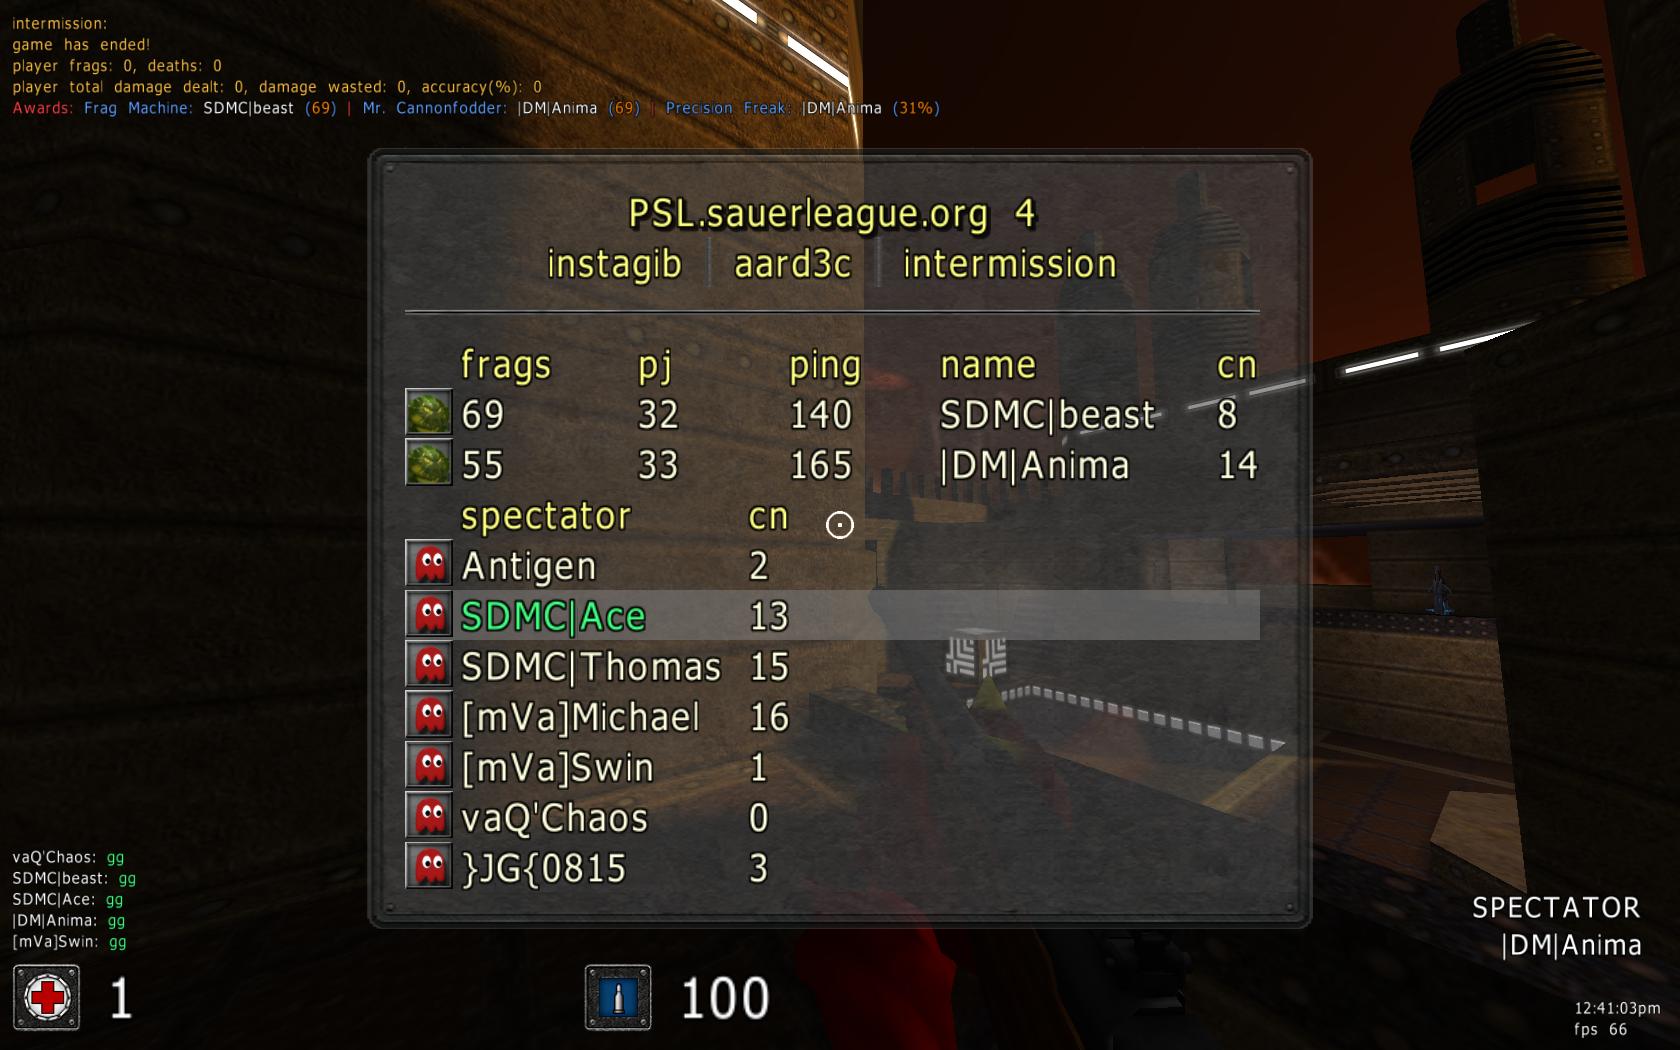 intermission:
game has ended!
player frags: 0, deaths: 0
player total damage dealt: 0, damage wasted: 0, accuracy(%): 0
Awards: Frag Machine: SDMC|beast (69) | Mr. Cannonfodder: |DM|Anima (69) | Precision Freak: |DM|Anima (31%)
PSL.sauerleague.org 4
instagib aard3c intermission
frags pj ping name cn
69 32 140 SDMC|beast 8
55 33 165 |DM|Anima 14
spectator cn
Antigen 2
SDMC|Ace 13
SDMC|Thomas 15
[mVa]Michael 16
[mVa]Swin 1
vaQ'Chaos 0
}JG{0815 3
vaQ'Chaos: gg
SDMC|beast: gg
SDMC|Ace: gg
|DM|Anima: gg
[mVa]Swin: gg
1
100
SPECTATOR
|DM|Anima
12:41:03pm
fps 66